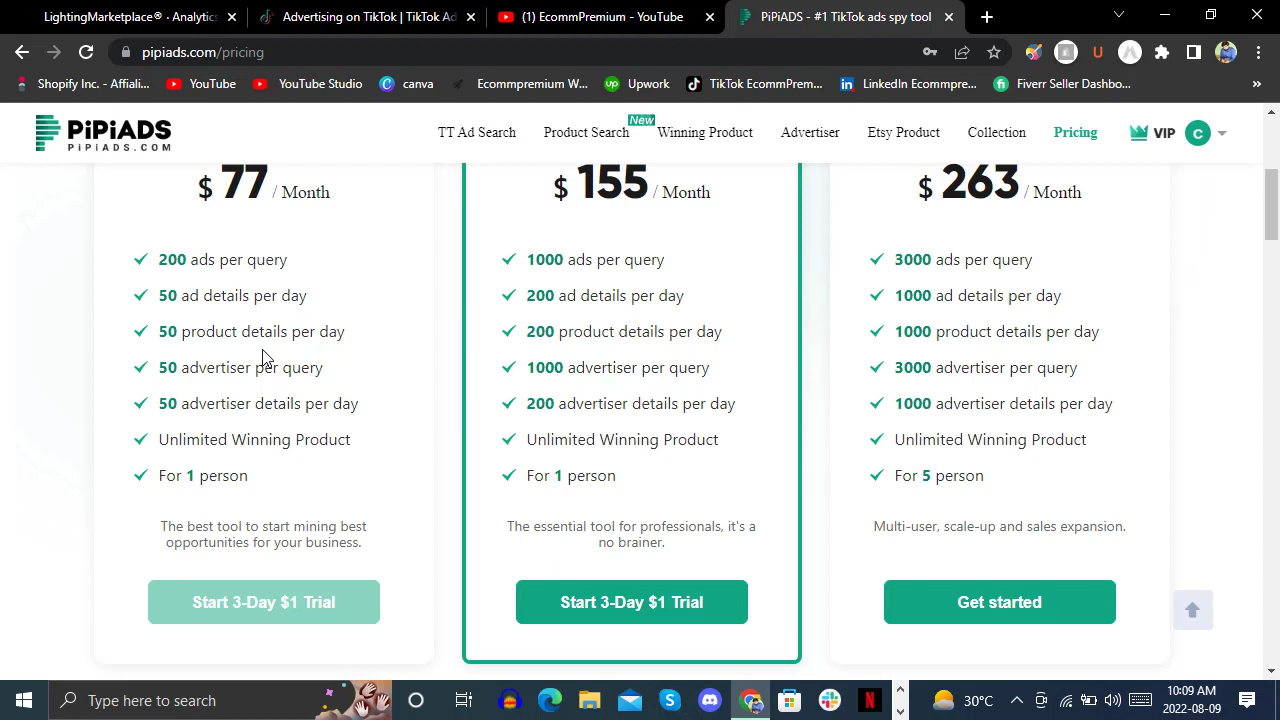 LightingMarketplace® · Analytics
Advertising on TikTok | TikTok Ad
(1) EcommPremium - YouTube
PiPiADS - #1 TikTok ads spy tool
pipiads.com/pricing
Shopify Inc. - Affiali...
YouTube
YouTube Studio
canva
Ecommpremium W...
Upwork
TikTok EcommPrem...
LinkedIn Ecommpre...
Fiverr Seller Dashbo...
»
PiPiADS
PiPiADS.COM
TT Ad Search
Product Search
New
Winning Product
Advertiser
Etsy Product
Collection
Pricing
VIP
C
$ 77 / Month
200 ads per query
50 ad details per day
50 product details per day
50 advertiser per query
50 advertiser details per day
Unlimited Winning Product
For 1 person
The best tool to start mining best
opportunities for your business.
Start 3-Day $1 Trial
$ 155 / Month
1000 ads per query
200 ad details per day
200 product details per day
1000 advertiser per query
200 advertiser details per day
Unlimited Winning Product
For 1 person
The essential tool for professionals, it's a
no brainer.
Start 3-Day $1 Trial
$ 263 / Month
3000 ads per query
1000 ad details per day
1000 product details per day
3000 advertiser per query
1000 advertiser details per day
Unlimited Winning Product
For 5 person
Multi-user, scale-up and sales expansion.
Get started
Type here to search
30°C
10:09 AM
2022-08-09